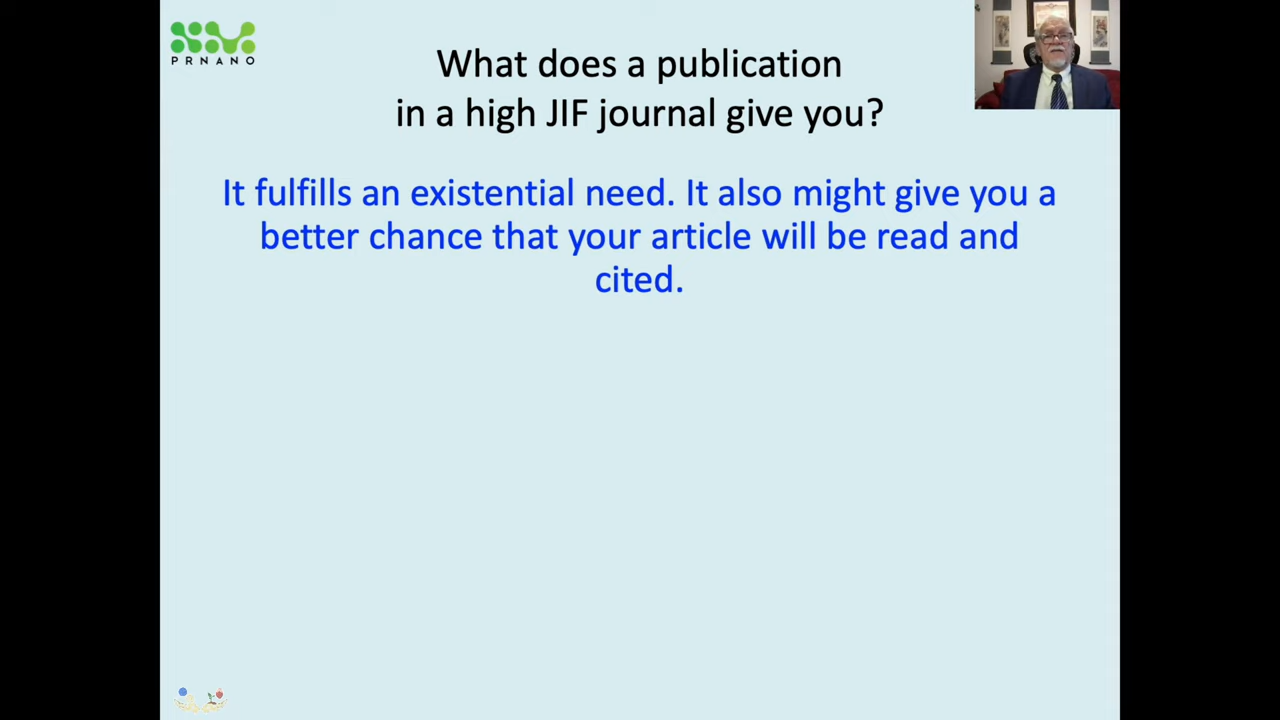 PRNANO
What does a publication
in a high JIF journal give you?
It fulfills an existential need. It also might give you a
better chance that your article will be read and
cited.